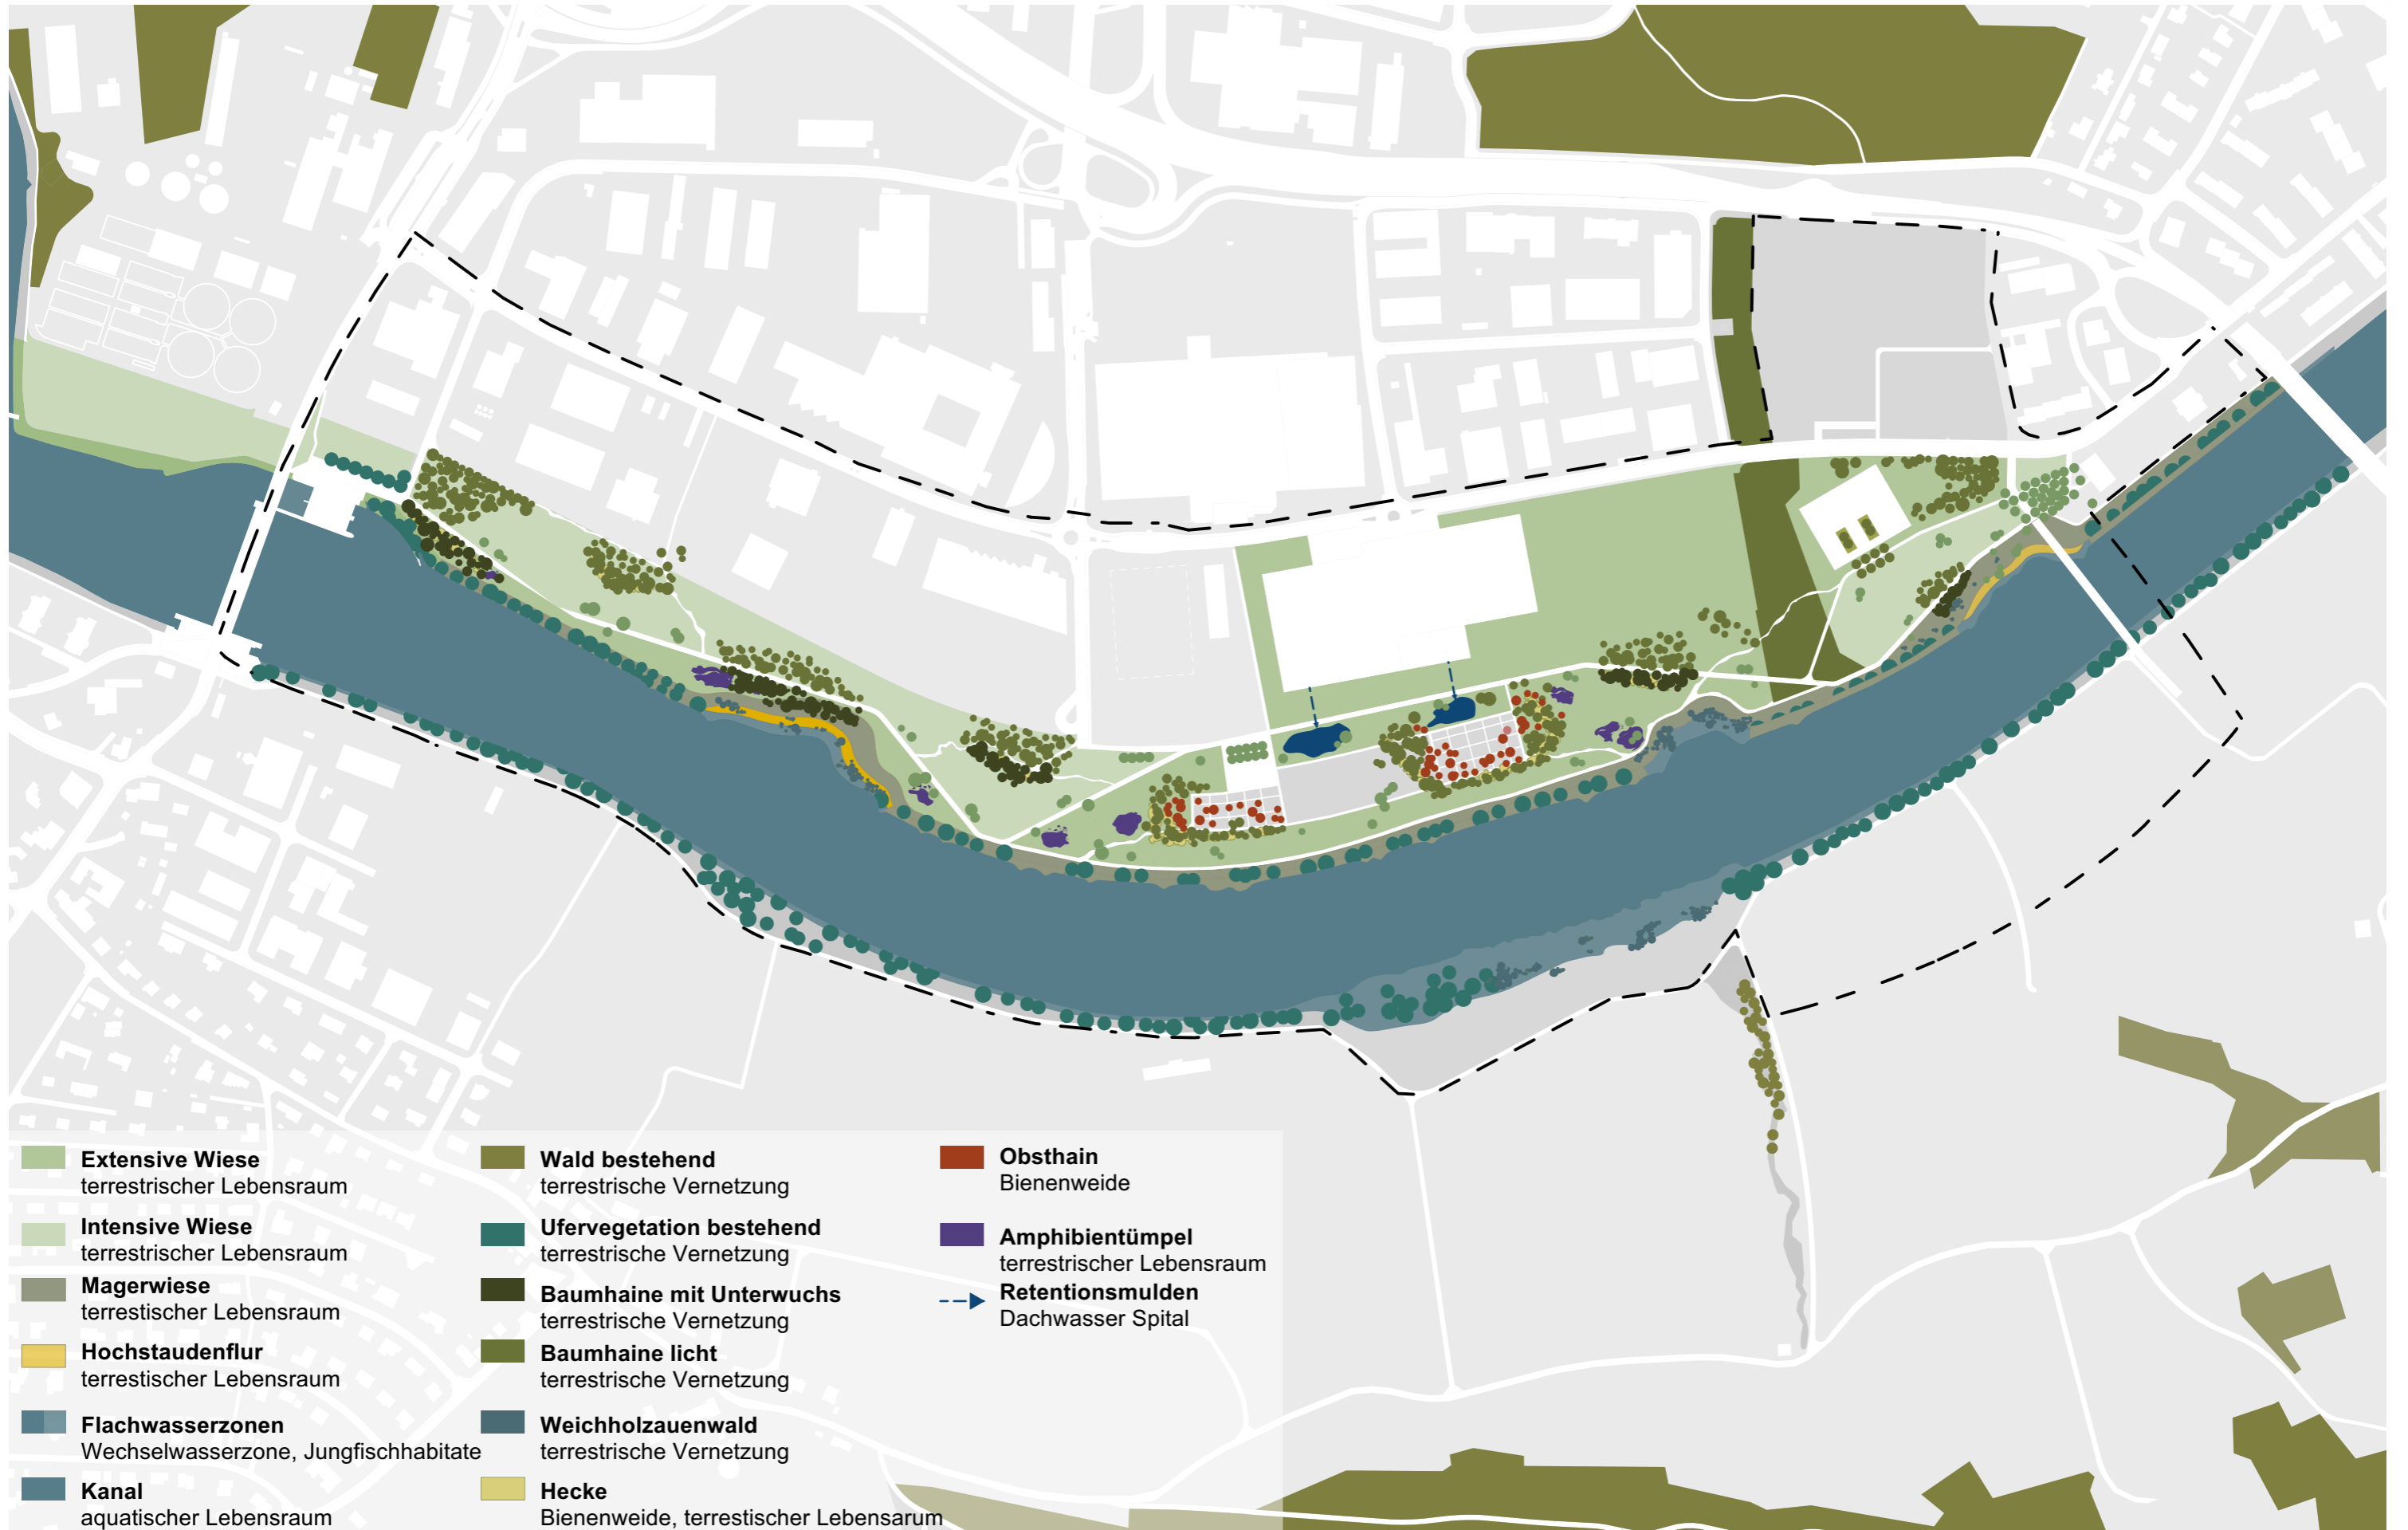 Extensive Wiese
terrestrischer Lebensraum
Intensive Wiese
terrestrischer Lebensraum
Magerwiese
terrestischer Lebensraum
Hochstaudenflur
terrestischer Lebensraum
Flachwasserzonen
Wechselwasserzone, Jungfischhabitate
Kanal
aquatischer Lebensraum
Wald bestehend
terrestrische Vernetzung
Ufervegetation bestehend
terrestrische Vernetzung
Baumhaine mit Unterwuchs
terrestrische Vernetzung
Baumhaine licht
terrestrische Vernetzung
Weichholzauenwald
terrestrische Vernetzung
Hecke
Bienenweide, terrestischer Lebensarum
Obsthain
Bienenweide
Amphibientümpel
terrestrischer Lebensraum
Retentionsmulden
Dachwasser Spital